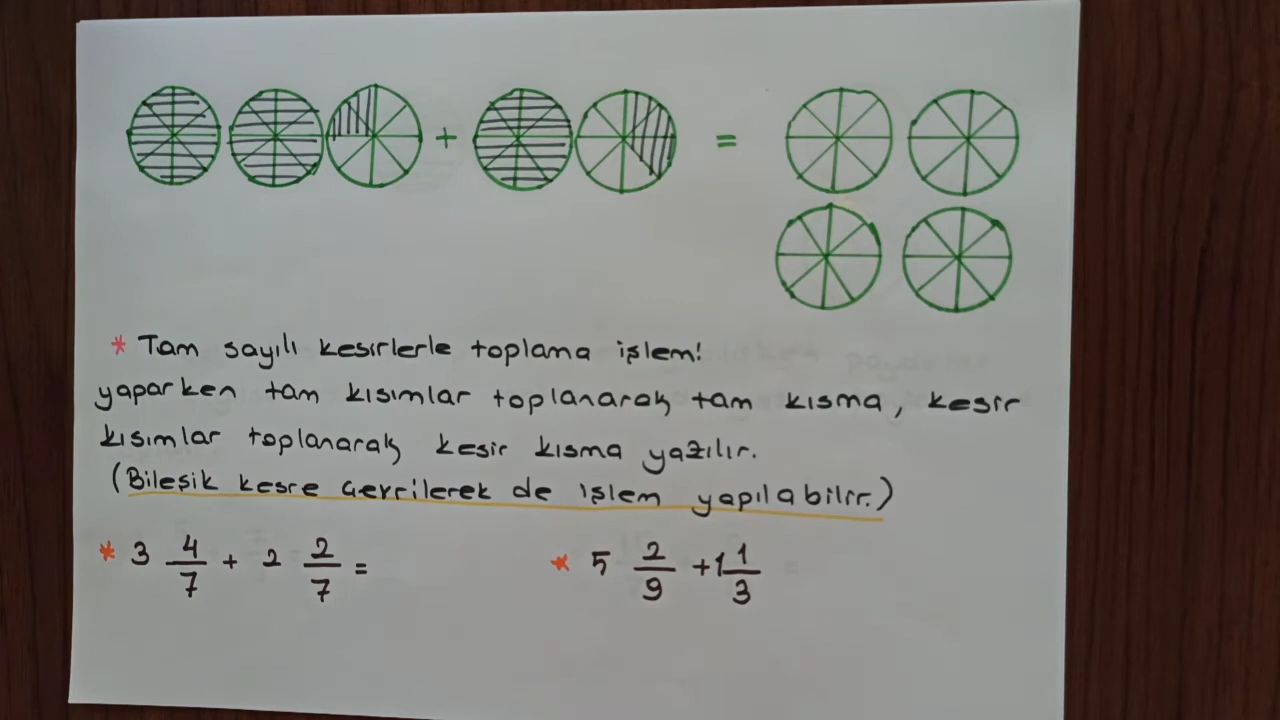 + =
* Tam sayılı kesirlerle toplama işlemi
yaparken tam kısımlar toplanarak tam kısma, kesir
kısımlar toplanarak kesir kısma yazılır.
(Bileşik kesre çevrilerek de işlem yapılabilir.)
* 3 4/7 + 2 2/7 =
* 5 2/9 + 1 1/3